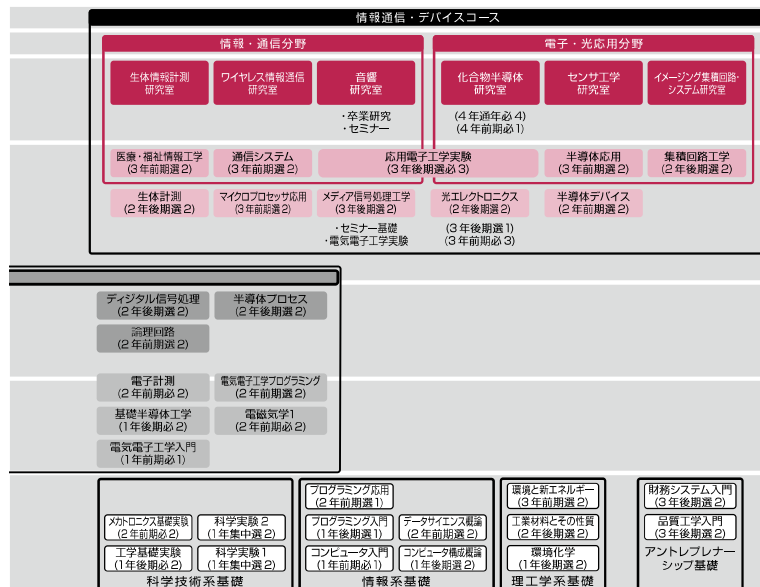 情報通信・デバイスコース
情報・通信分野
電子・光応用分野
生体情報計測
研究室
ワイヤレス情報通信
研究室
音響
研究室
化合物半導体
研究室
センサ工学
研究室
イメージング集積回路・
システム研究室
・卒業研究
・セミナー
(4年通年必4)
(4年前期必1)
医療・福祉情報工学
(3年前期選2)
通信システム
(3年前期選2)
応用電子工学実験
(3年後期選必3)
半導体応用
(3年前期選2)
集積回路工学
(2年後期選2)
生体計測
(2年後期選2)
マイクロプロセッサ応用
(3年前期選2)
メディア信号処理工学
(3年後期選2)
光エレクトロニクス
(2年後期選2)
半導体デバイス
(2年前期選2)
・セミナー基礎
・電気電子工学実験
(3年後期選1)
(3年前期必3)
ディジタル信号処理
(2年後期選2)
半導体プロセス
(2年後期選2)
論理回路
(2年前期選2)
電子計測
(2年前期必2)
電気電子工学プログラミング
(2年前期選2)
基礎半導体工学
(1年後期必2)
電磁気学1
(2年前期必2)
電気電子工学入門
(1年前期必1)
メカトロニクス基礎実験
(2年前期必2)
科学実験2
(1年集中選2)
工学基礎実験
(1年後期必2)
科学実験1
(1年集中選2)
科学技術系基礎
プログラミング応用
(2年前期選1)
プログラミング入門
(1年後期選1)
データサイエンス概論
(2年前期選2)
コンピュータ入門
(1年前期必1)
コンピュータ構成概論
(1年後期選2)
情報系基礎
環境と新エネルギー
(3年前期選2)
工業材料とその性質
(2年後期選2)
環境化学
(1年後期選2)
理工学系基礎
財務システム入門
(3年後期選2)
品質工学入門
(3年後期選2)
アントレプレナー
シップ基礎